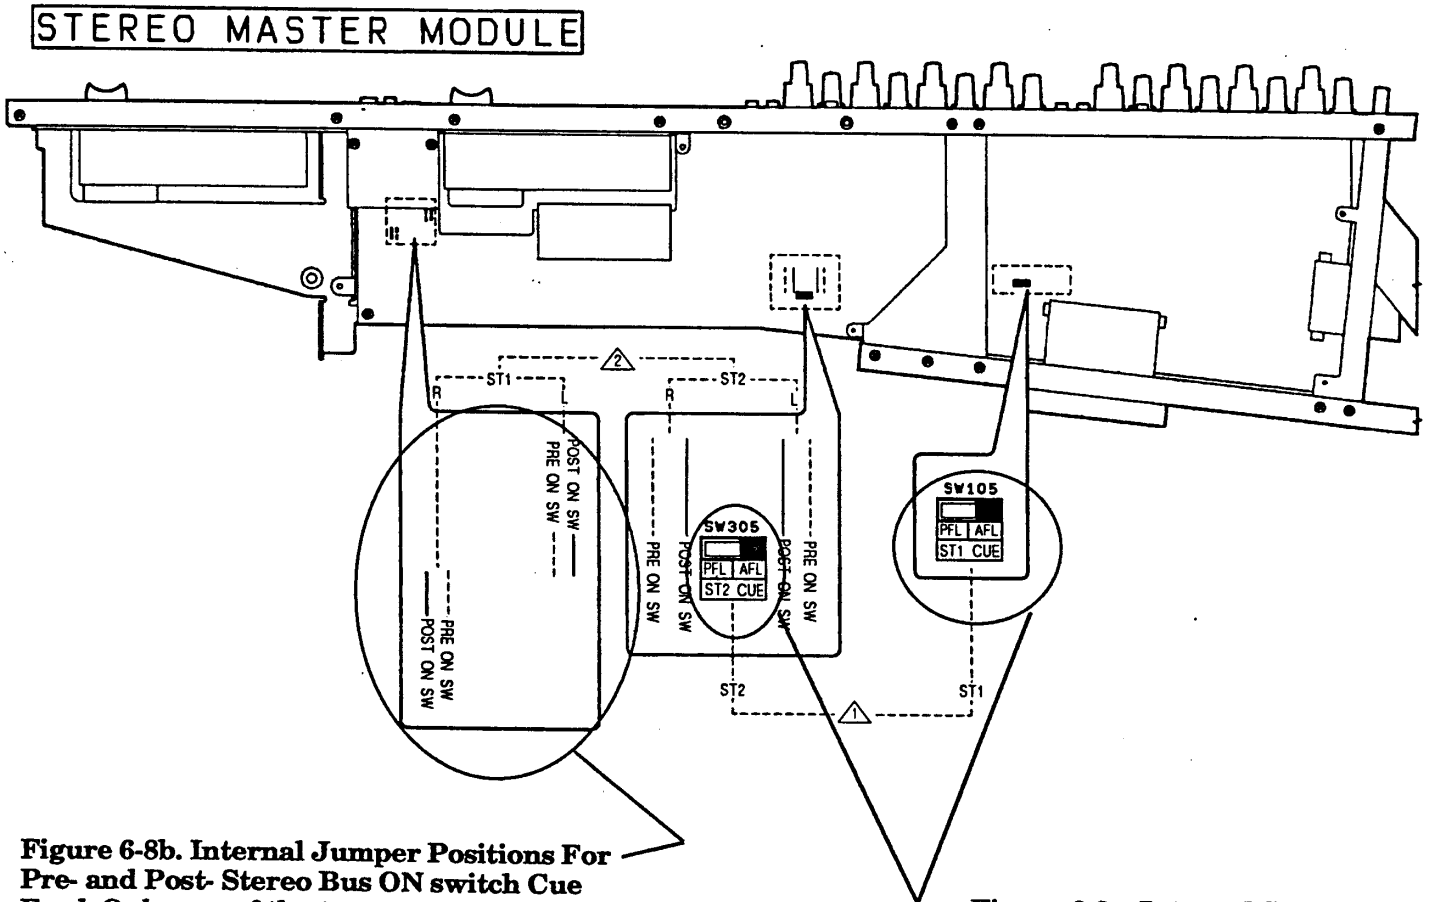 STEREO MASTER MODULE
2
ST1
ST2
R
L
R
L
POST ON SW
PRE ON SW
PRE ON SW
POST ON SW
PRE ON SW
POST ON SW
SW305
PFL AFL
ST2 CUE
POST ON SW
PRE ON SW
SW105
PFL AFL
ST1 CUE
ST2
ST1
1
Figure 6-8b. Internal Jumper Positions For
Pre- and Post- Stereo Bus ON switch Cue